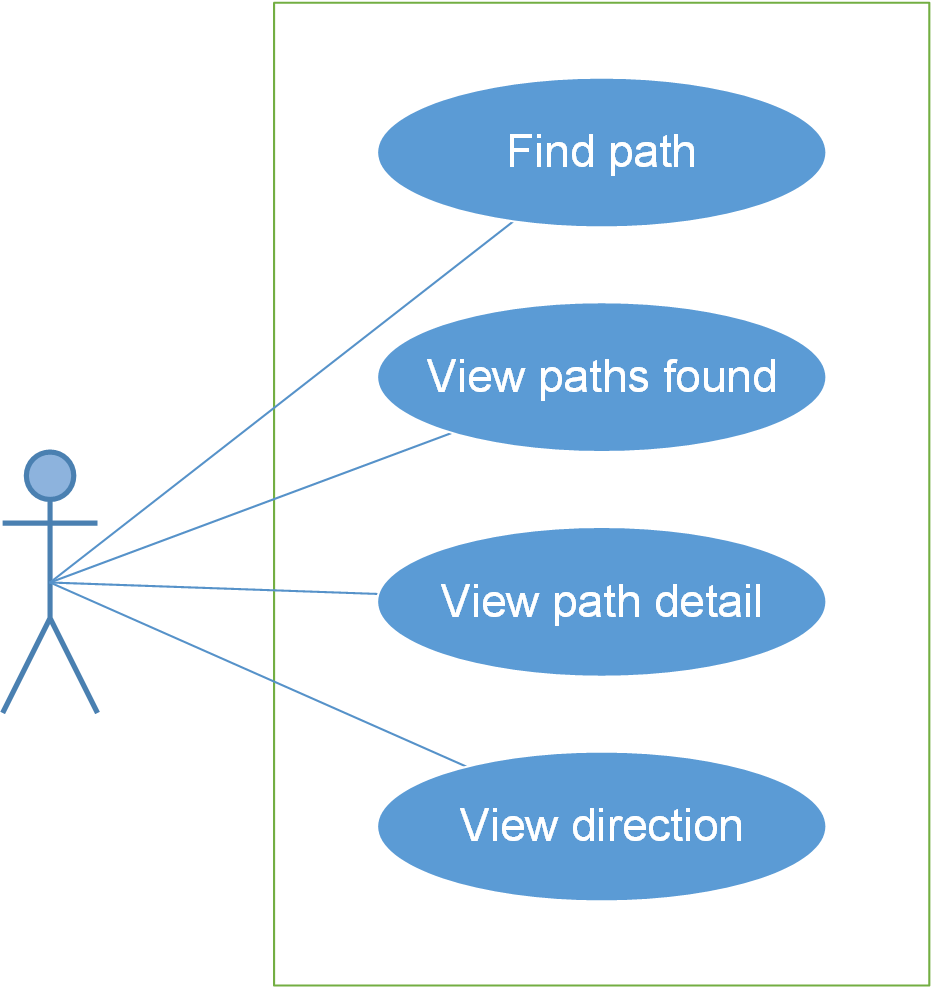 Find path
View paths found
View path detail
View direction